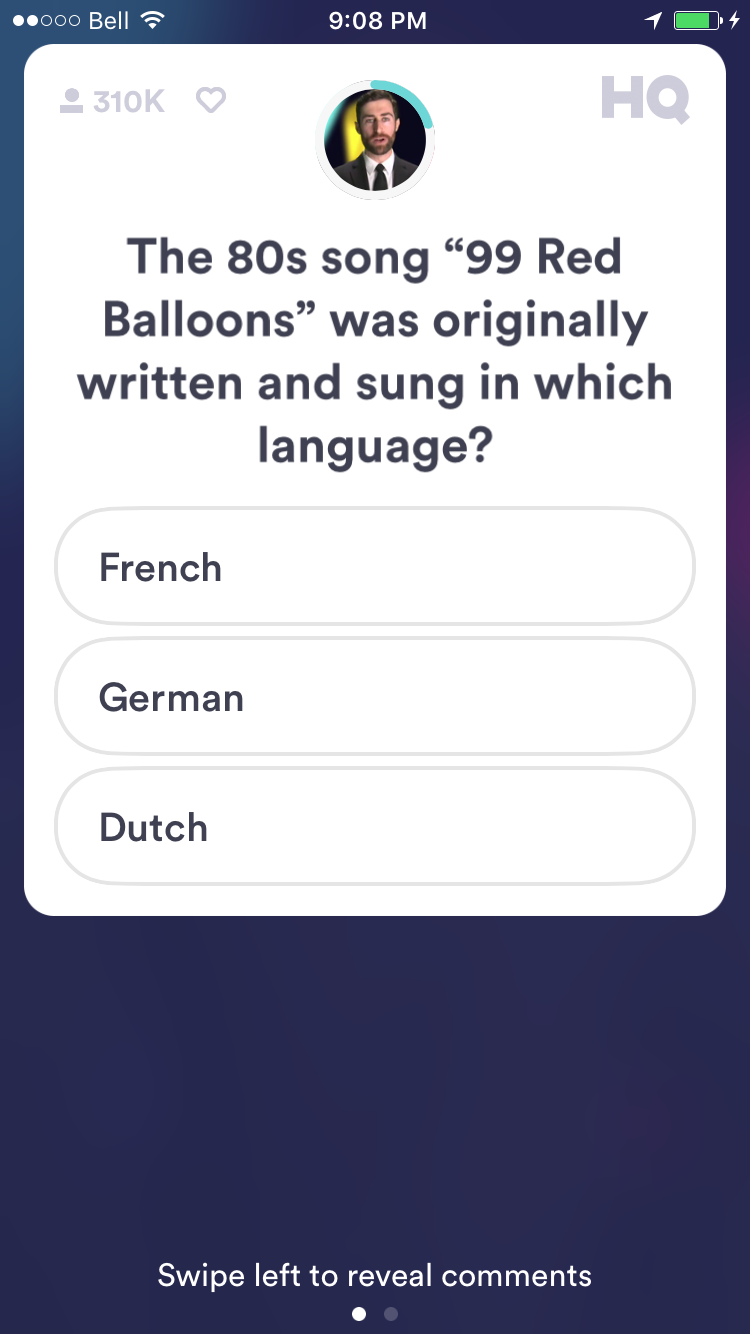 Bell 9:08 PM
310K HQ
The 80s song “99 Red
Balloons” was originally
written and sung in which
language?
French
German
Dutch
Swipe left to reveal comments